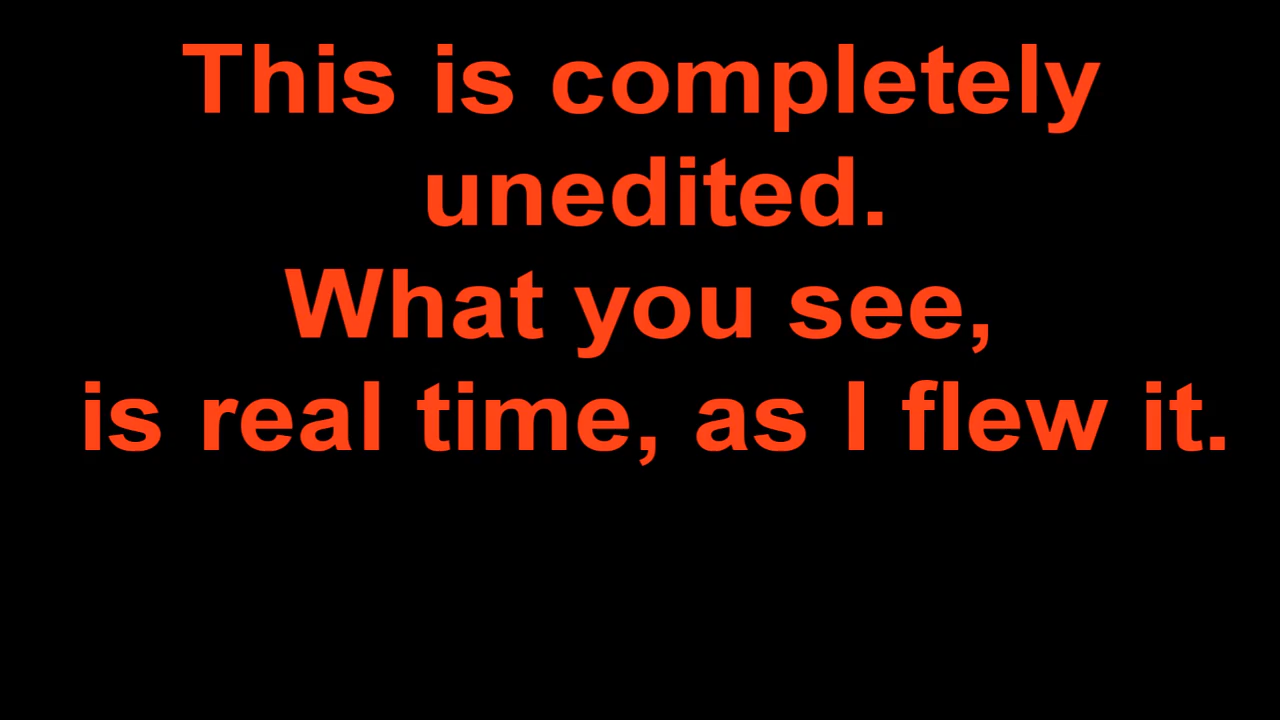 This is completely
unedited.
What you see,
is real time, as I flew it.